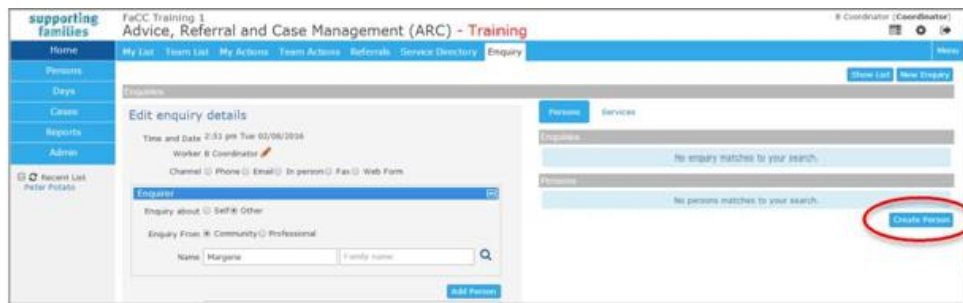 supporting
families
FaCC Training 1
Advice, Referral and Case Management (ARC) - Training
B Coordinator (Coordinator)
Home
My List Team List My Actions Team Actions Referrals Service Directory Enquiry
Menu
Persons
Days
Cases
Reports
Admin
Recent List
Peter Potato
Show List New Enquiry
Enquiries
Edit enquiry details
Time and Date 2:51 pm Tue 02/08/2016
Worker B Coordinator
Channel Phone Email In person Fax Web Form
Enquirer
Enquiry about Self Other
Enquiry From Community Professional
Name Margene Family name
Add Person
Persons Services
Enquiries
No enquiry matches to your search.
Persons
No persons matches to your search.
Create Person